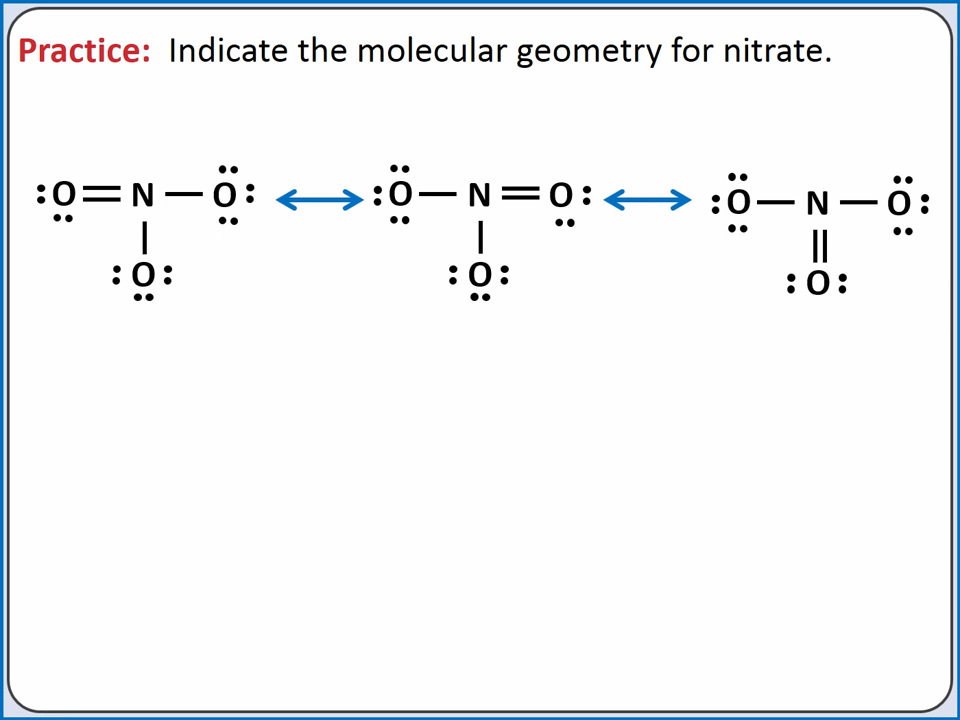 Practice: Indicate the molecular geometry for nitrate.
O N O O N O O N O
O O O